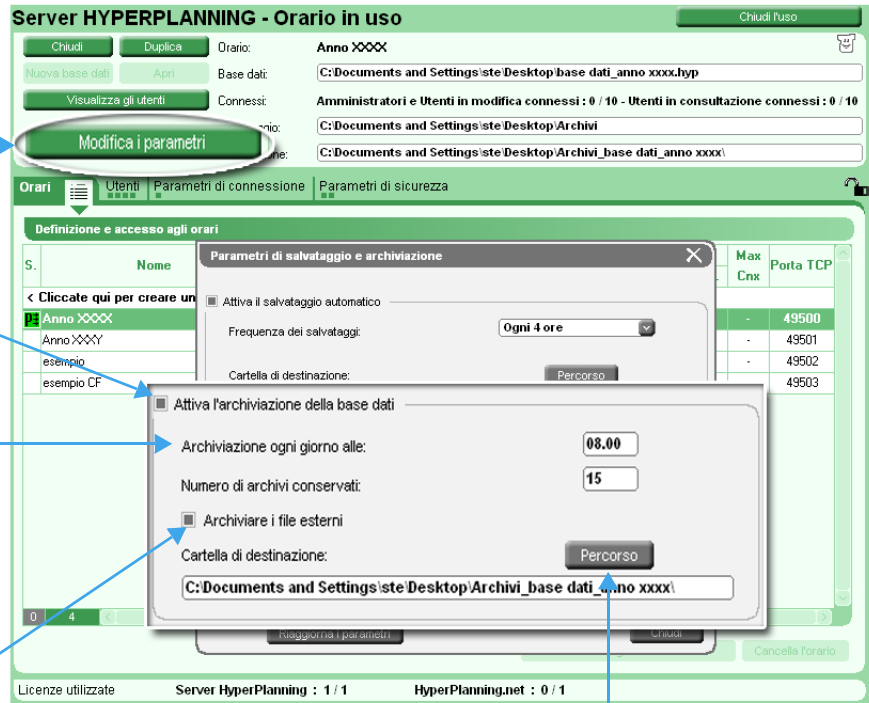 Server HYPERPLANNING - Orario in uso
Chiudi l'uso
Chiudi
Duplica
Orario:
Anno XXXX
Nuova base dati
Apri
Base dati:
C:\Documents and Settings\ste\Desktop\base dati_anno xxxx.hyp
Visualizza gli utenti
Connessi:
Amministratori e Utenti in modifica connessi : 0 / 10 - Utenti in consultazione connessi : 0 / 10
Modifica i parametri
C:\Documents and Settings\ste\Desktop\Archivi
C:\Documents and Settings\ste\Desktop\Archivi_base dati_anno xxxx\
Orari
Utenti
Parametri di connessione
Parametri di sicurezza
Definizione e accesso agli orari
S.
Nome
Max Cnx
Porta TCP
< Cliccate qui per creare un
Anno XXXX
-
49500
Anno XXXY
-
49501
esempio
-
49502
esempio CF
49503
Parametri di salvataggio e archiviazione
Attiva il salvataggio automatico
Frequenza dei salvataggi:
Ogni 4 ore
Cartella di destinazione:
Percorso
Attiva l'archiviazione della base dati
Archiviazione ogni giorno alle:
08.00
Numero di archivi conservati:
15
Archiviare i file esterni
Cartella di destinazione:
Percorso
C:\Documents and Settings\ste\Desktop\Archivi_base dati_anno xxxx\
0
4
Riaggiorna i parametri
Chiudi
Cancella l'orario
Licenze utilizzate
Server HyperPlanning : 1 / 1
HyperPlanning.net : 0 / 1